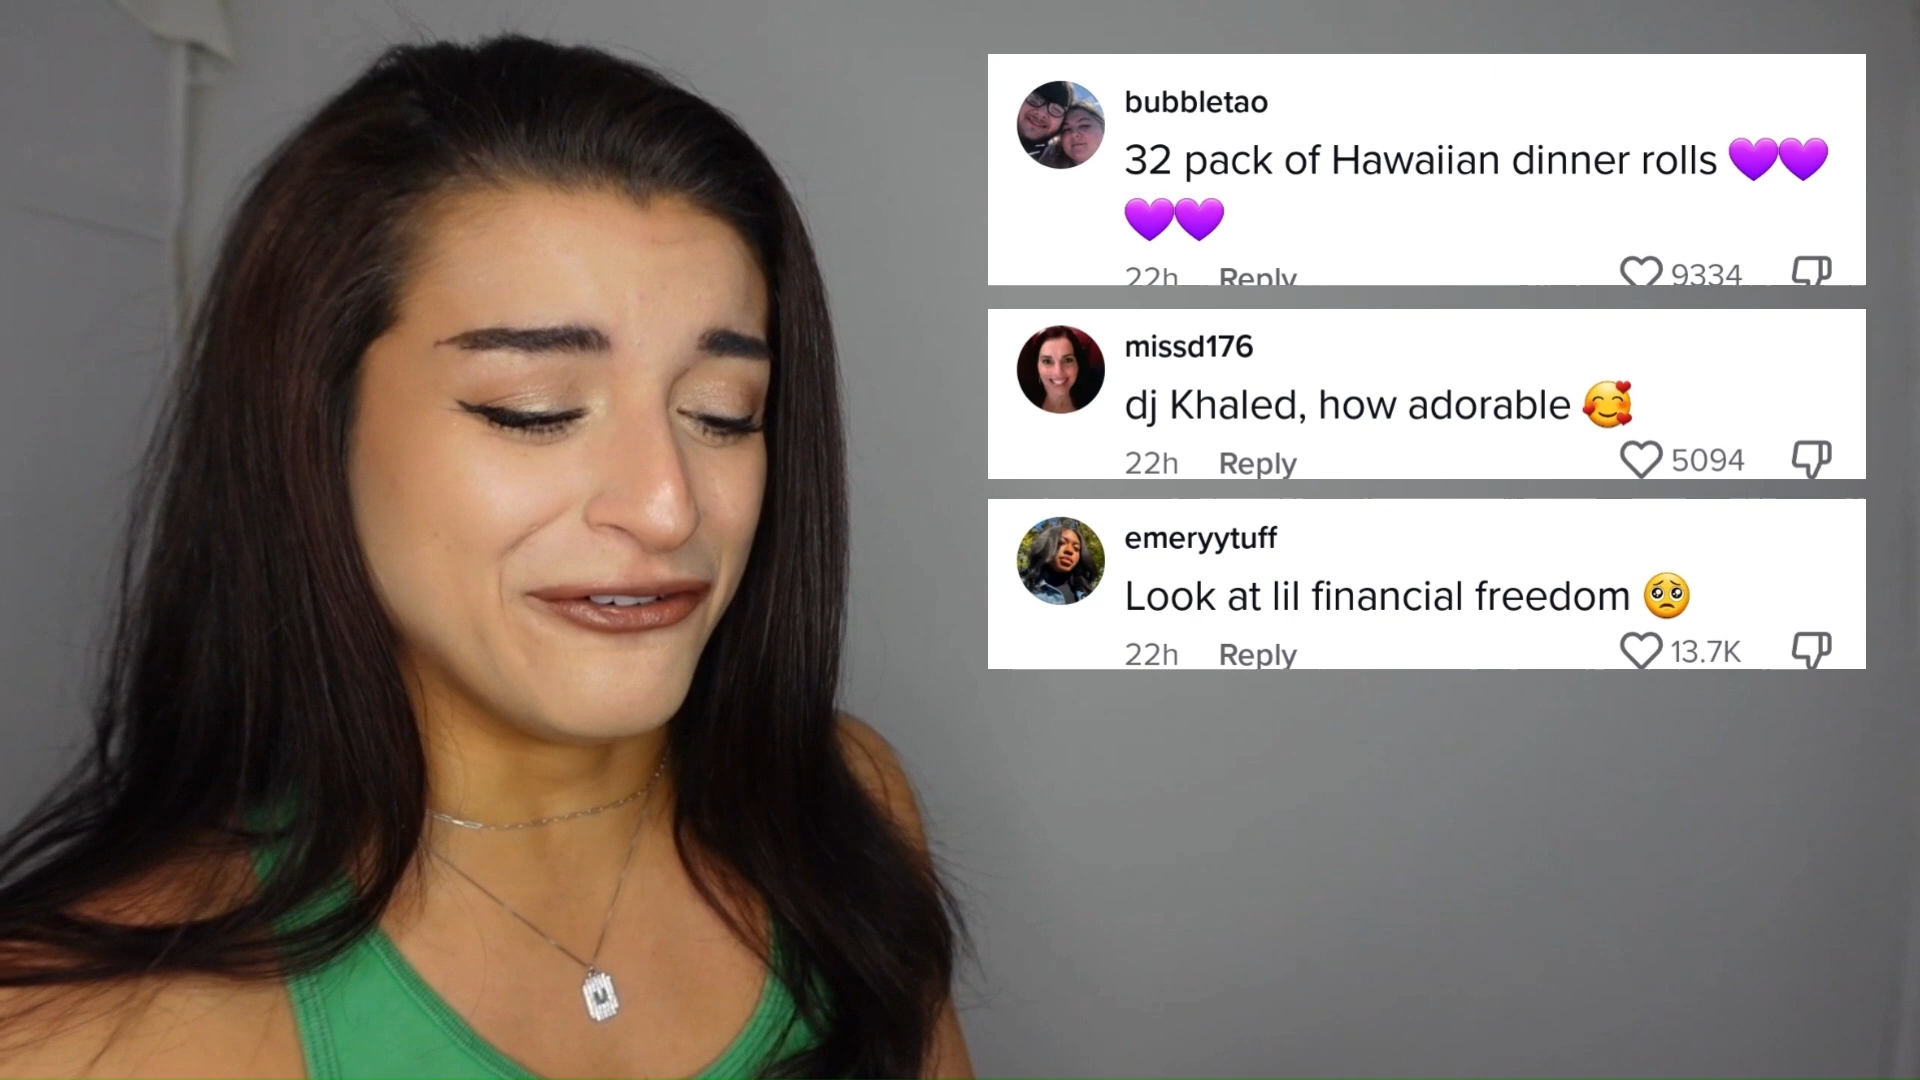 bubbletao
32 pack of Hawaiian dinner rolls 💜💜
💜💜
22h Reply 9334
missd176
dj Khaled, how adorable 🥰
22h Reply 5094
emeryytuff
Look at lil financial freedom 🥺
22h Reply 13.7K